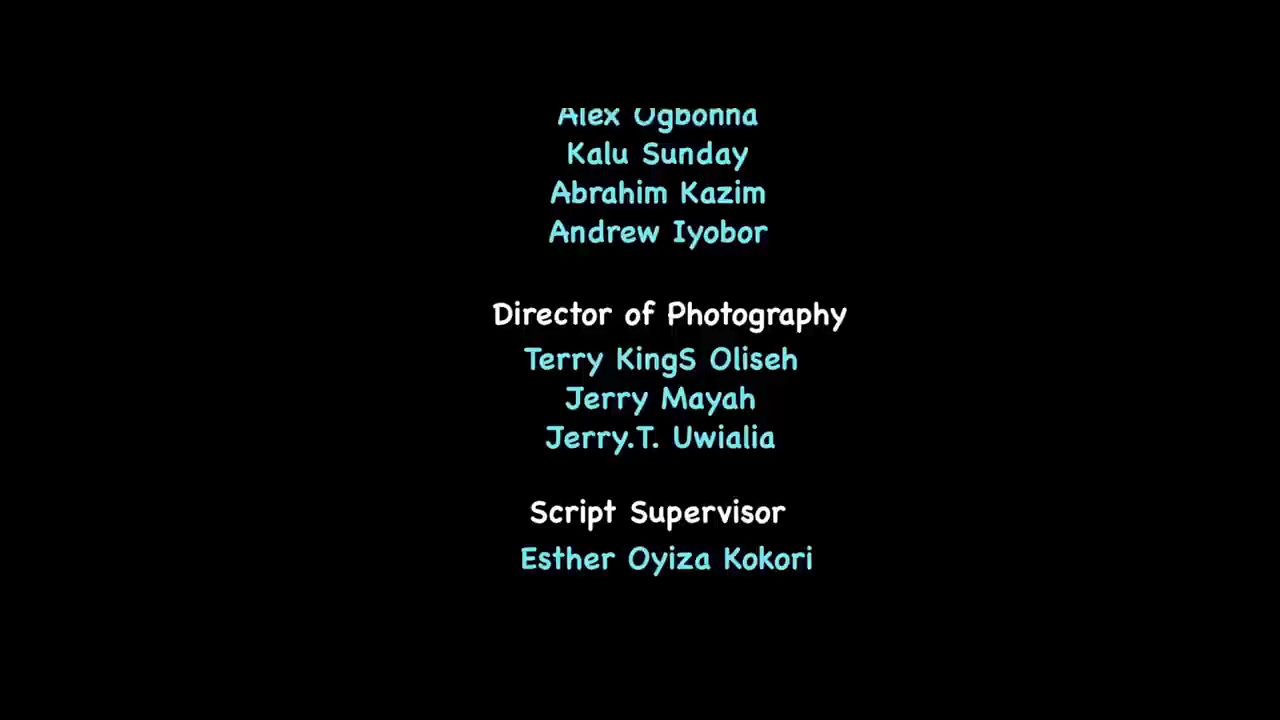 Alex Ogbonna
Kalu Sunday
Abrahim Kazim
Andrew Iyobor
Director of Photography
Terry KingS Oliseh
Jerry Mayah
Jerry.T. Uwialia
Script Supervisor
Esther Oyiza Kokori